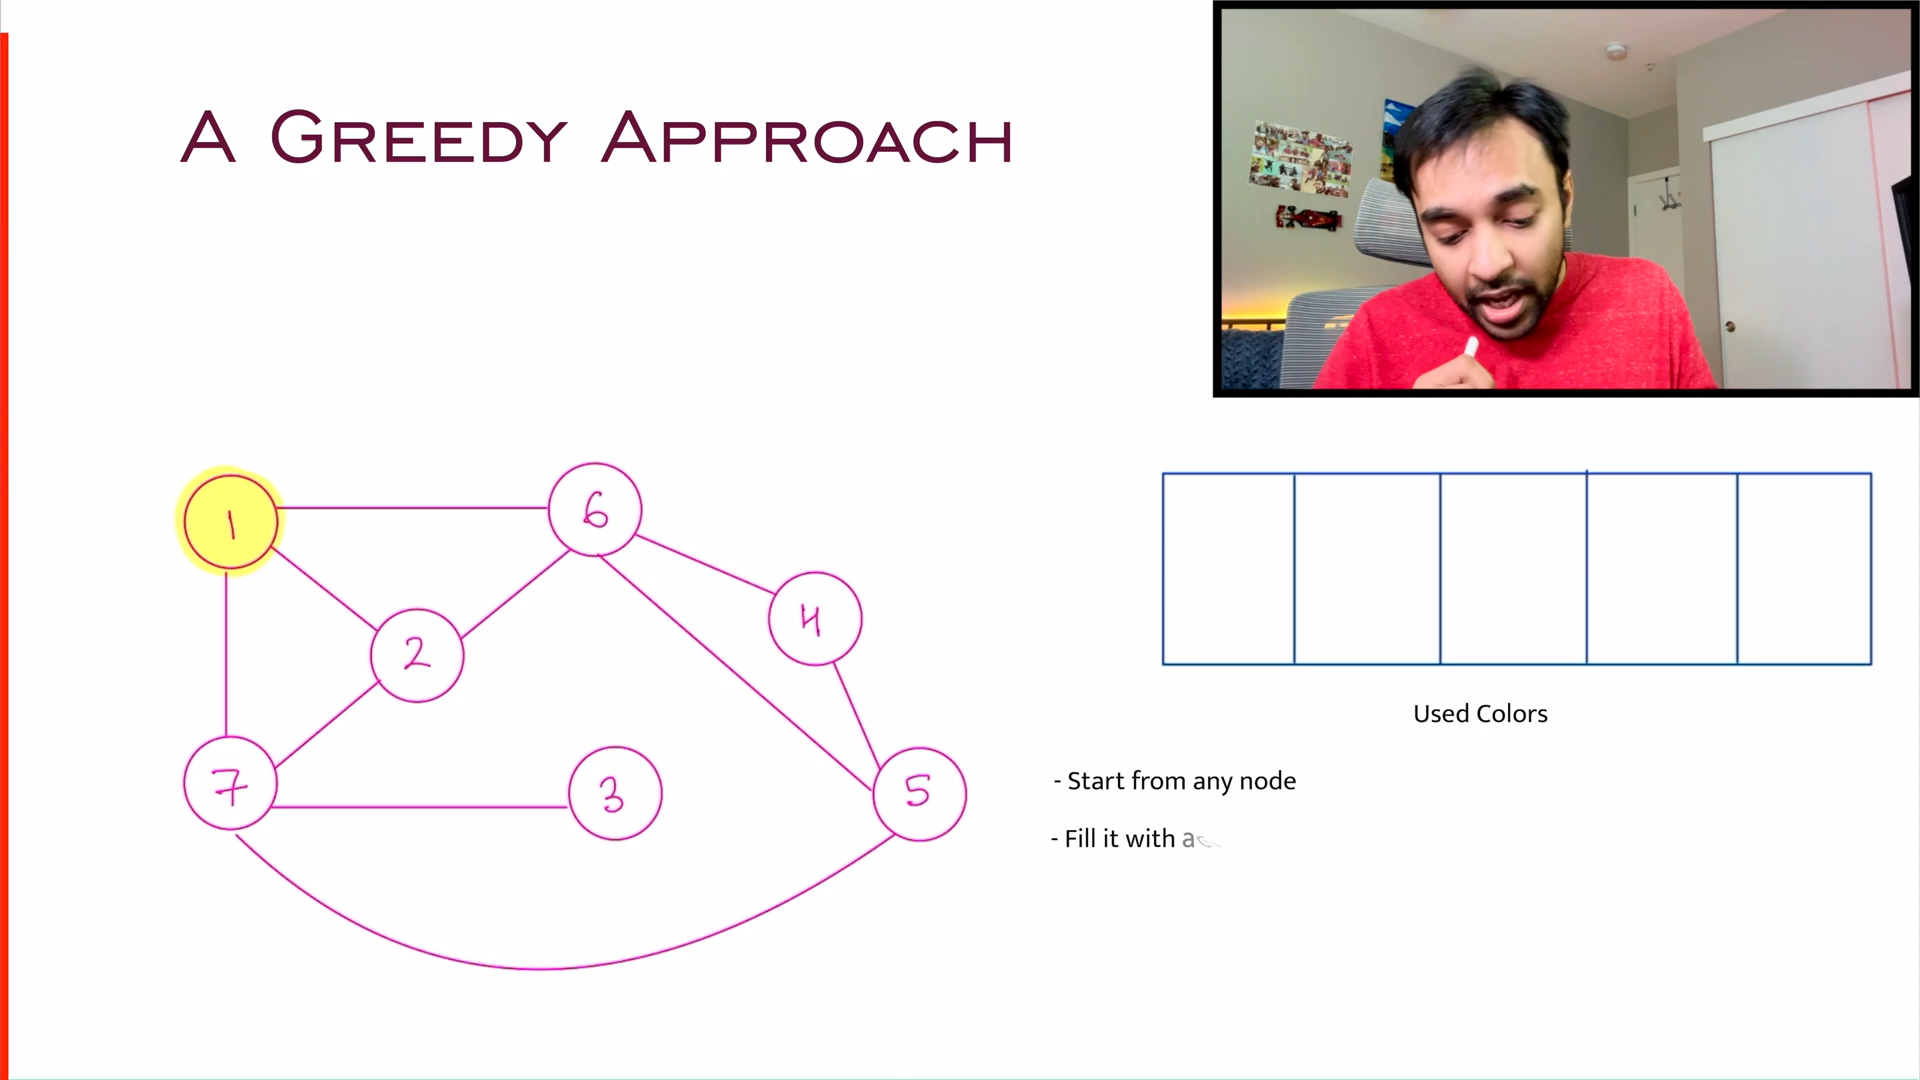 A GREEDY APPROACH
1
6
4
2
7
3
5
Used Colors
- Start from any node
- Fill it with a